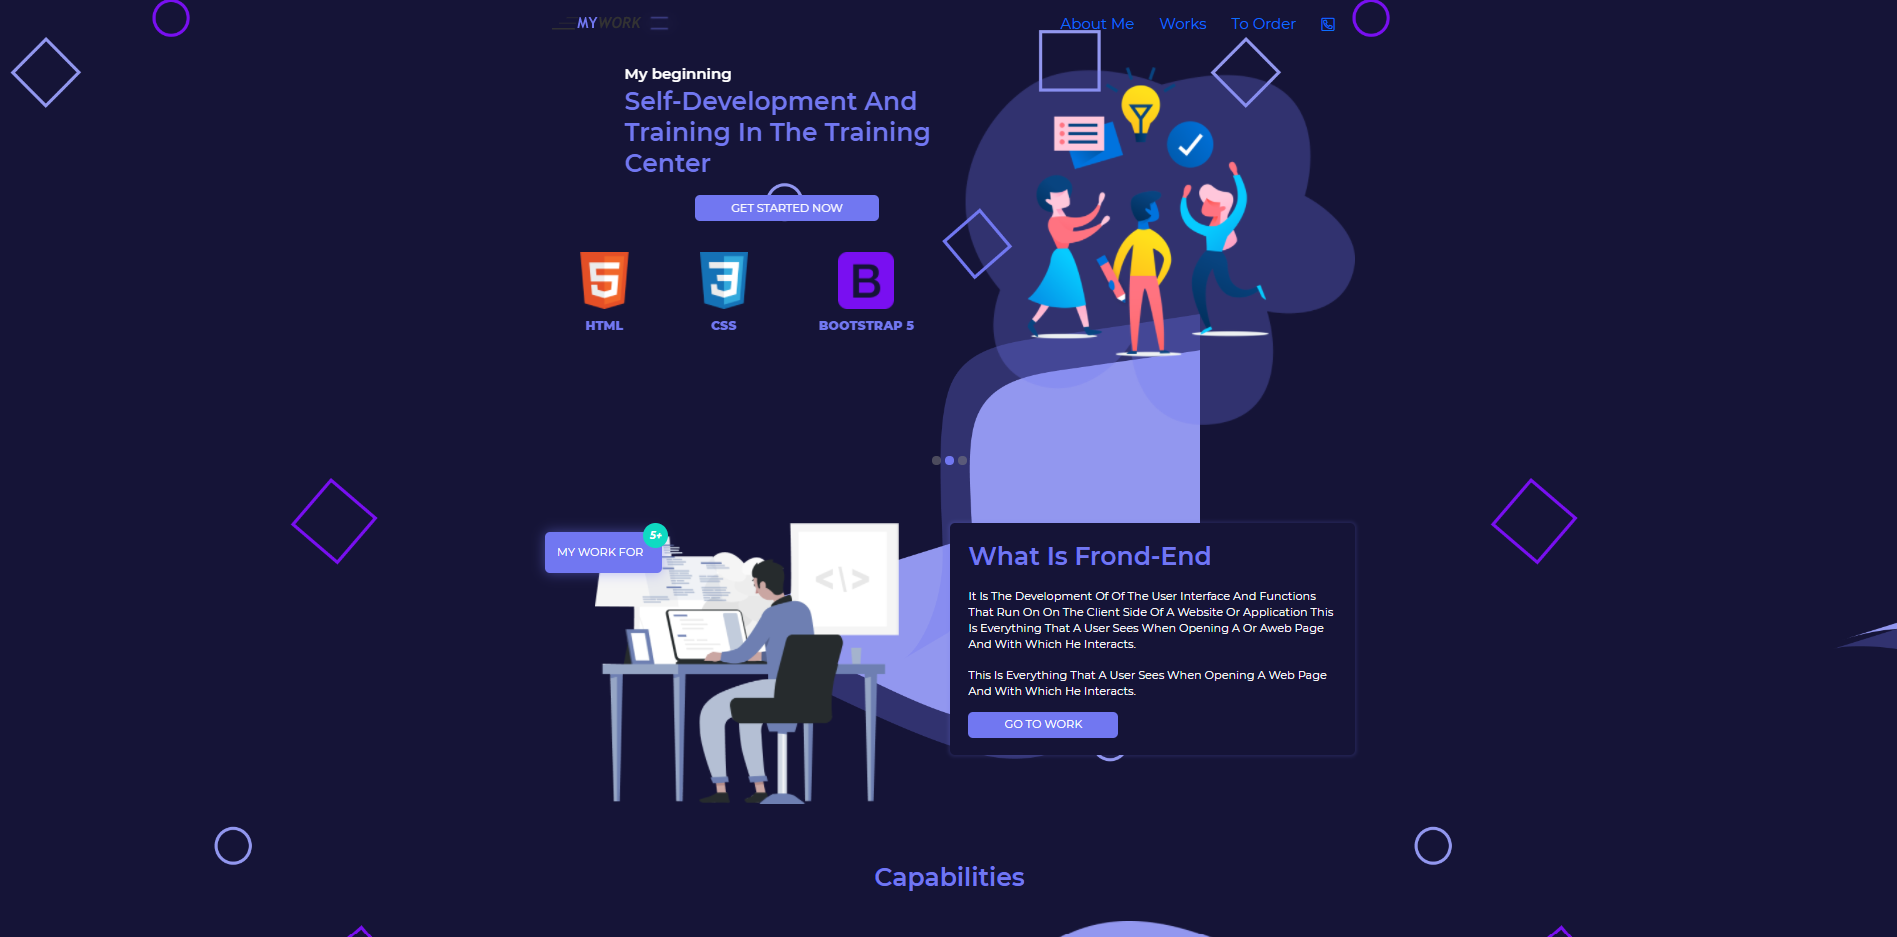 MYWORK
About Me Works To Order
My beginning
Self-Development And
Training In The Training
Center
GET STARTED NOW
HTML CSS BOOTSTRAP 5
MY WORK FOR 5+
What Is Frond-End
It Is The Development Of Of The User Interface And Functions
That Run On On The Client Side Of A Website Or Application This
Is Everything That A User Sees When Opening A Or Aweb Page
And With Which He Interacts.
This Is Everything That A User Sees When Opening A Web Page
And With Which He Interacts.
GO TO WORK
Capabilities